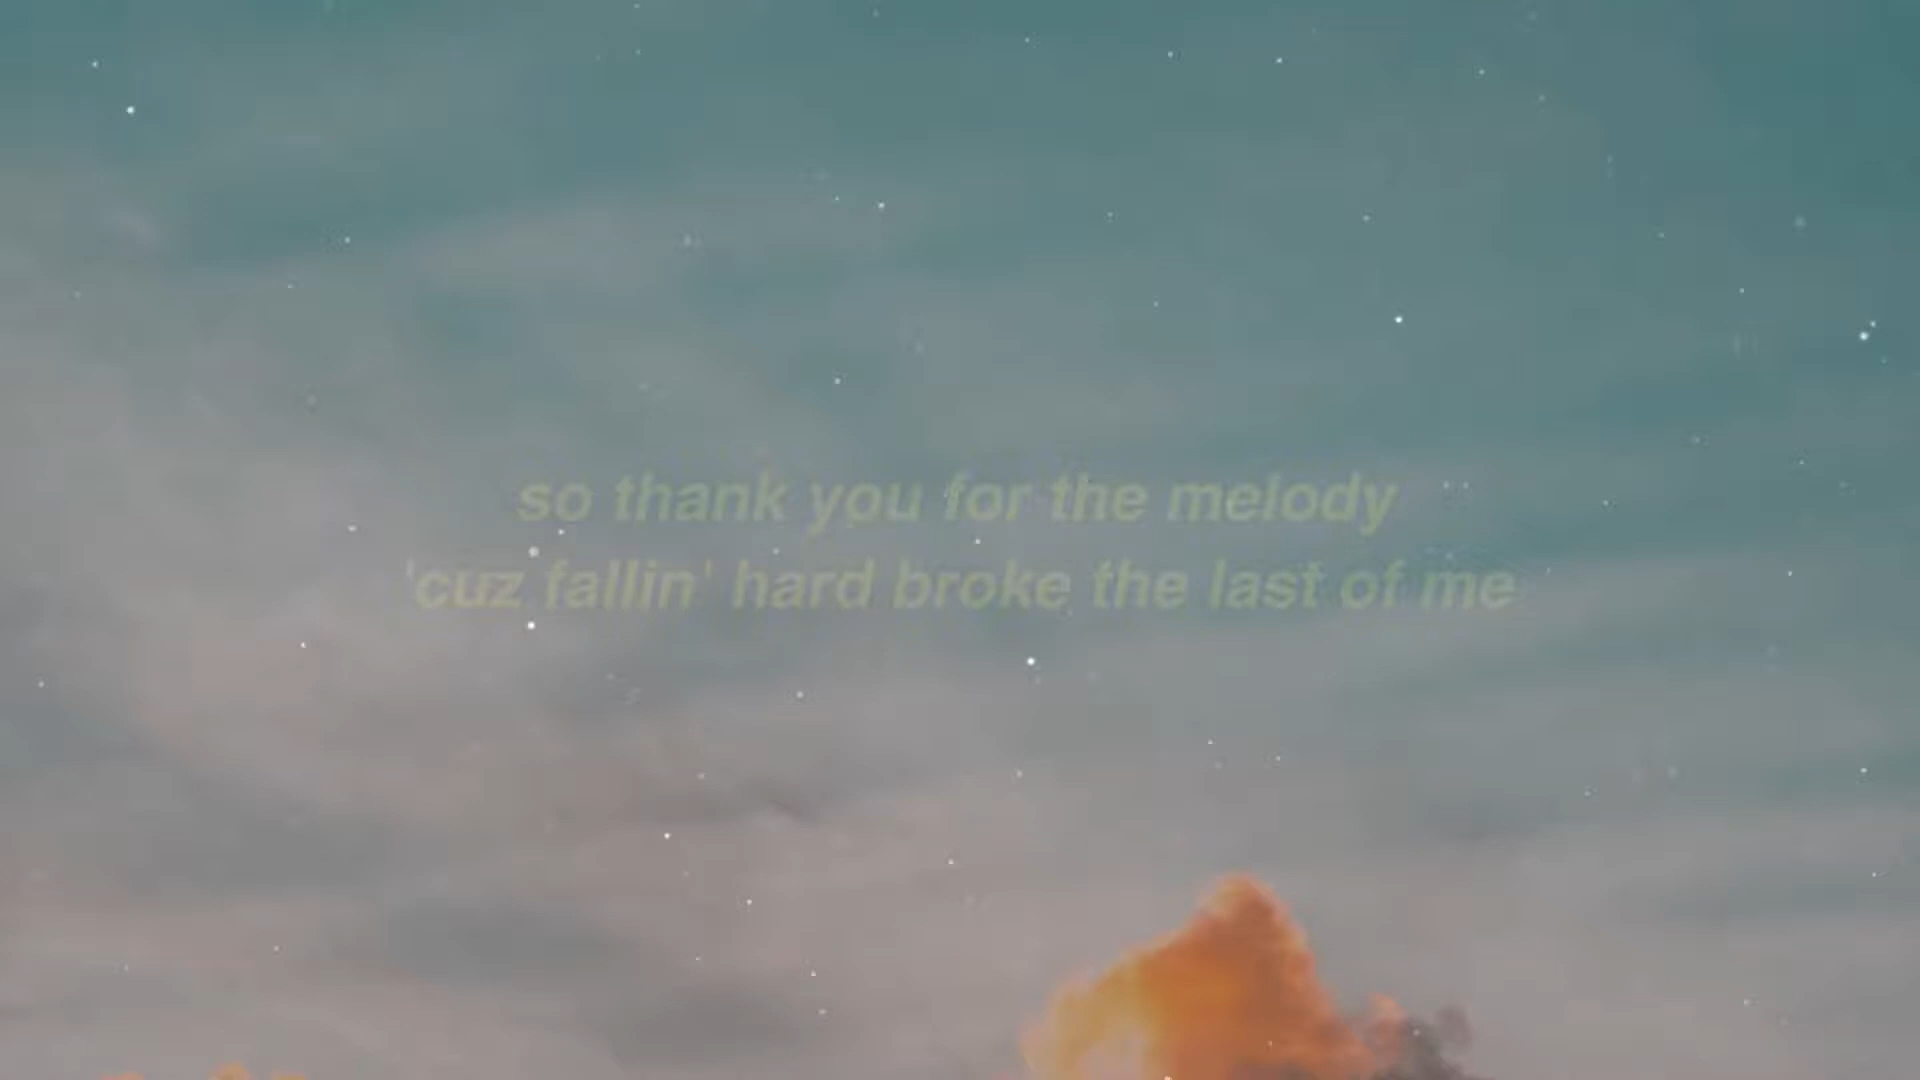 so thank you for the melody
'cuz fallin' hard broke the last of me